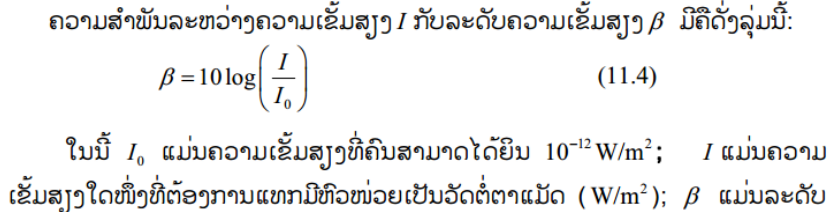 ຄວາມສຳພັນລະຫວ່າງຄວາມເຂັ້ມສຽງ I ກັບລະດັບຄວາມເຂັ້ມສຽງ β ມີຄືດັ່ງລຸ່ມນີ້:
β = 10 log(I/I₀) (11.4)
ໃນນີ້ I₀ ແມ່ນຄວາມເຂັ້ມສຽງທີ່ຄົນສາມາດໄດ້ຍິນ 10⁻¹² W/m²; I ແມ່ນຄວາມ
ເຂັ້ມສຽງໃດໜຶ່ງທີ່ຕ້ອງການແທກມີຫົວໜ່ວຍເປັນວັດຕໍ່ຕາແມັດ (W/m²); β ແມ່ນລະດັບ